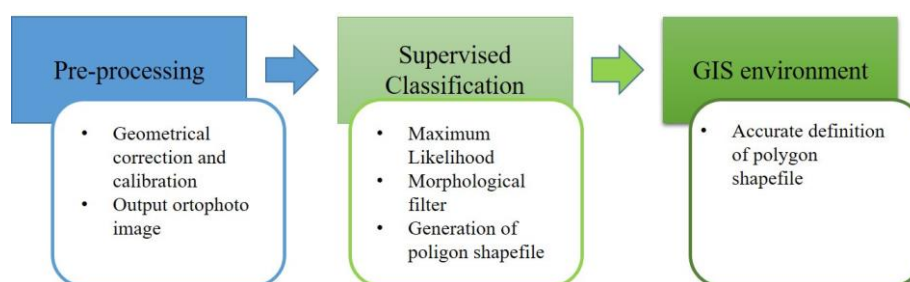 Pre-processing
• Geometrical
correction and
calibration
• Output ortophoto
image
Supervised
Classification
• Maximum
Likelihood
• Morphological
filter
• Generation of
poligon shapefile
GIS environment
• Accurate definition
of polygon
shapefile